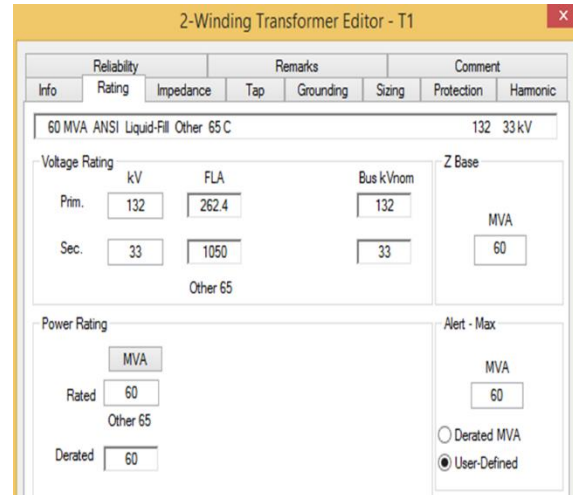 2-Winding Transformer Editor - T1
x
Reliability Remarks Comment
Info Rating Impedance Tap Grounding Sizing Protection Harmonic
60 MVA ANSI Liquid-Fill Other 65 C 132 33 kV
Voltage Rating
kV FLA Bus kVnom
Prim. 132 262.4 132
Sec. 33 1050 33
Other 65
Z Base
MVA
60
Power Rating
MVA
Rated 60
Other 65
Derated 60
Alert - Max
MVA
60
Derated MVA
User-Defined